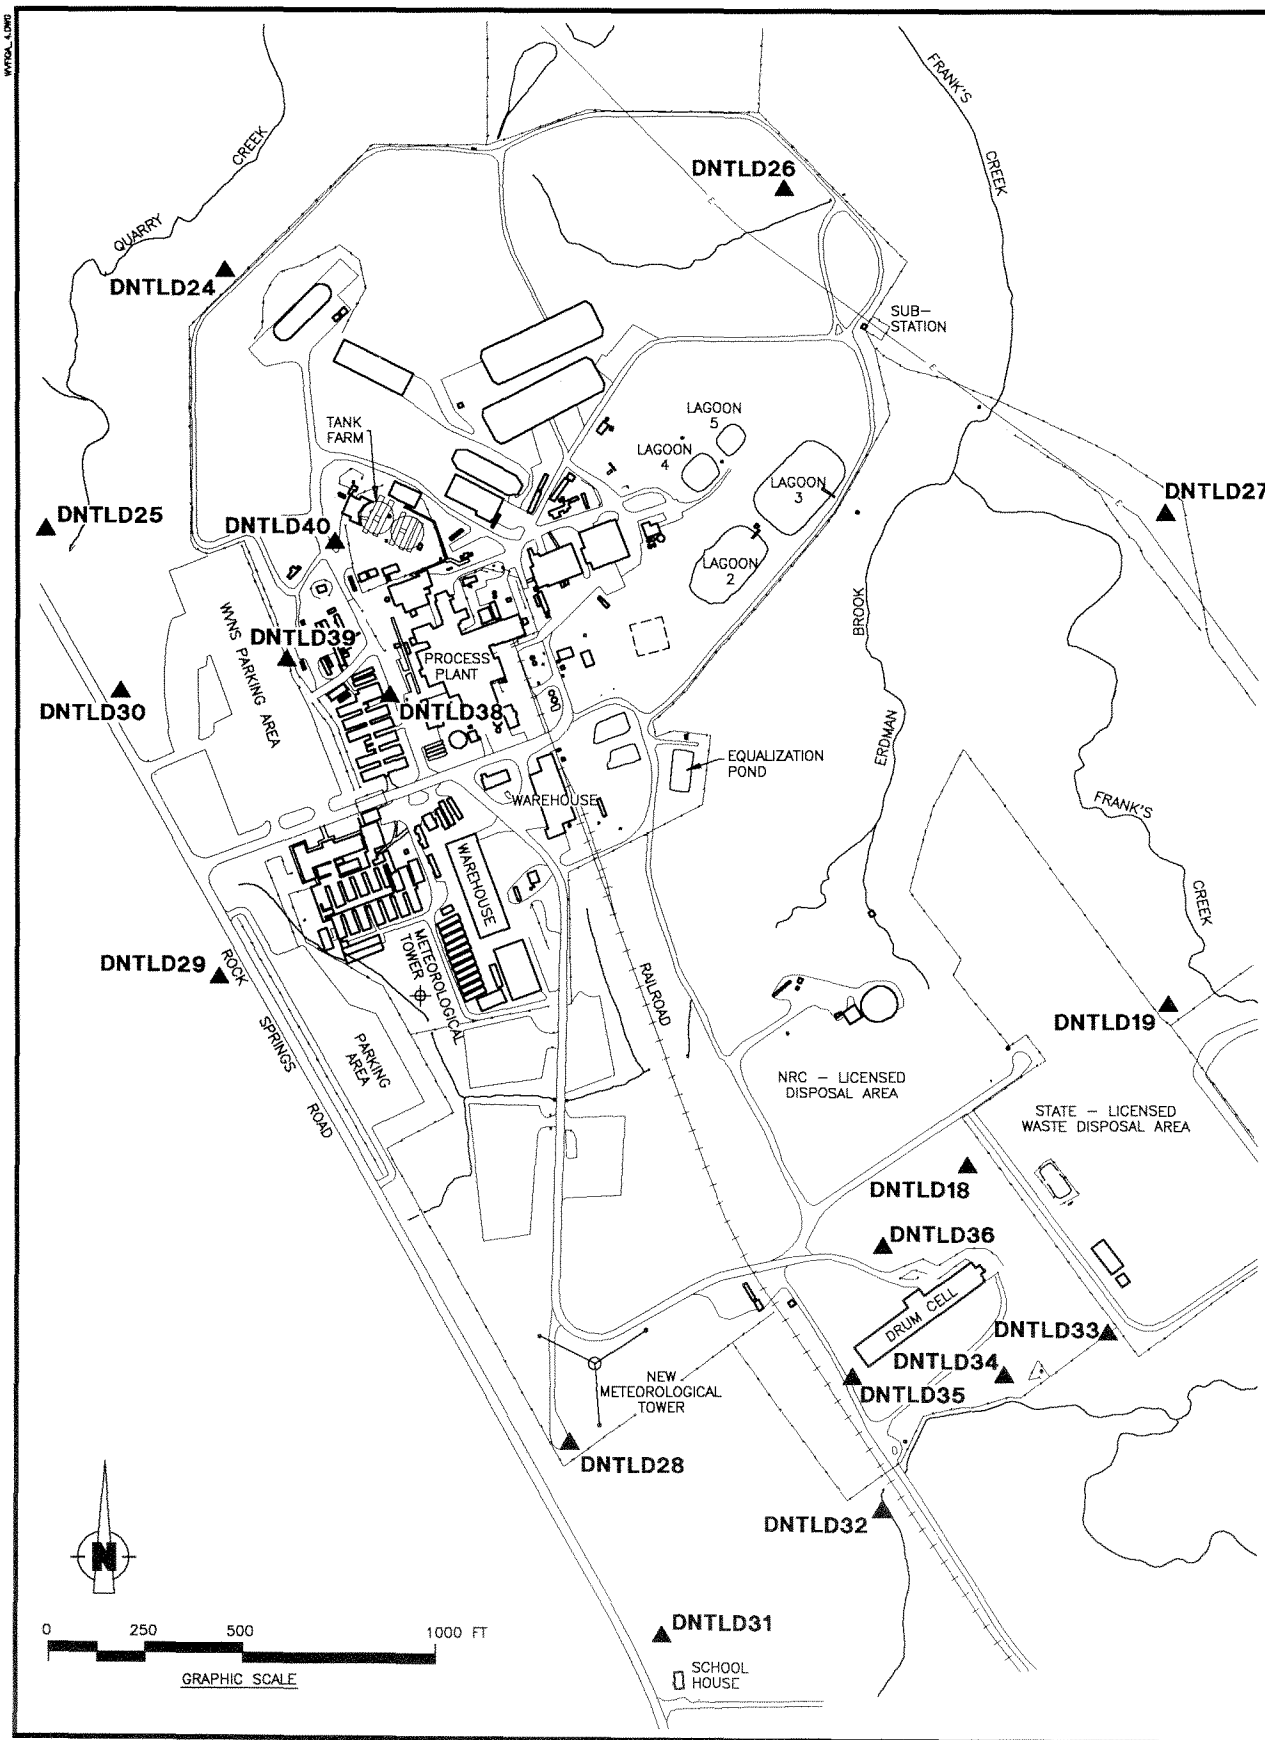 WVFIGA_4.DWG
FRANK'S
CREEK
QUARRY
CREEK
DNTLD26
DNTLD24
SUB-
STATION
TANK
FARM
LAGOON
5
LAGOON
4
LAGOON
3
DNTLD27
DNTLD25
DNTLD40
LAGOON
2
BROOK
ERDMAN
WVNS PARKING AREA
DNTLD39
PROCESS
PLANT
DNTLD30
DNTLD38
EQUALIZATION
POND
WAREHOUSE
FRANK'S
CREEK
WAREHOUSE
METEOROLOGICAL
TOWER
RAILROAD
DNTLD29
ROCK
SPRINGS
ROAD
PARKING
AREA
DNTLD19
NRC - LICENSED
DISPOSAL AREA
STATE - LICENSED
WASTE DISPOSAL AREA
DNTLD18
DNTLD36
DRUM CELL
DNTLD33
DNTLD34
DNTLD35
NEW
METEOROLOGICAL
TOWER
DNTLD28
DNTLD32
N
DNTLD31
SCHOOL
HOUSE
0 250 500 1000 FT
GRAPHIC SCALE